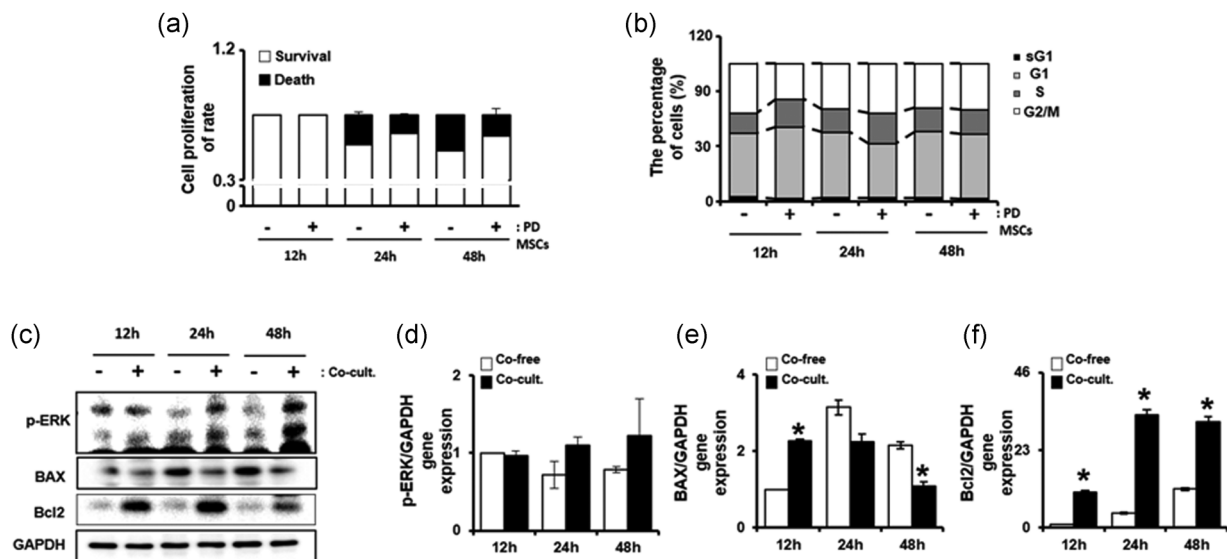 (a)
1.2
Survival
Death
Cell proliferation
of rate
0.3
0
- + - + - + : PD
MSCs
12h 24h 48h
(b)
120
90
30
0
The percentage
of cells (%)
sG1
G1
S
G2/M
- + - + - + : PD
MSCs
12h 24h 48h
(c)
12h 24h 48h
- + - + - + : Co-cult.
p-ERK
BAX
Bcl2
GAPDH
(d)
Co-free
Co-cult.
2
1
0
p-ERK/GAPDH
gene
expression
12h 24h 48h
(e)
Co-free
Co-cult.
4
2
0
BAX/GAPDH
gene
expression
* *
12h 24h 48h
(f)
Co-free
Co-cult.
46
23
0
Bcl2/GAPDH
gene
expression
* * *
12h 24h 48h